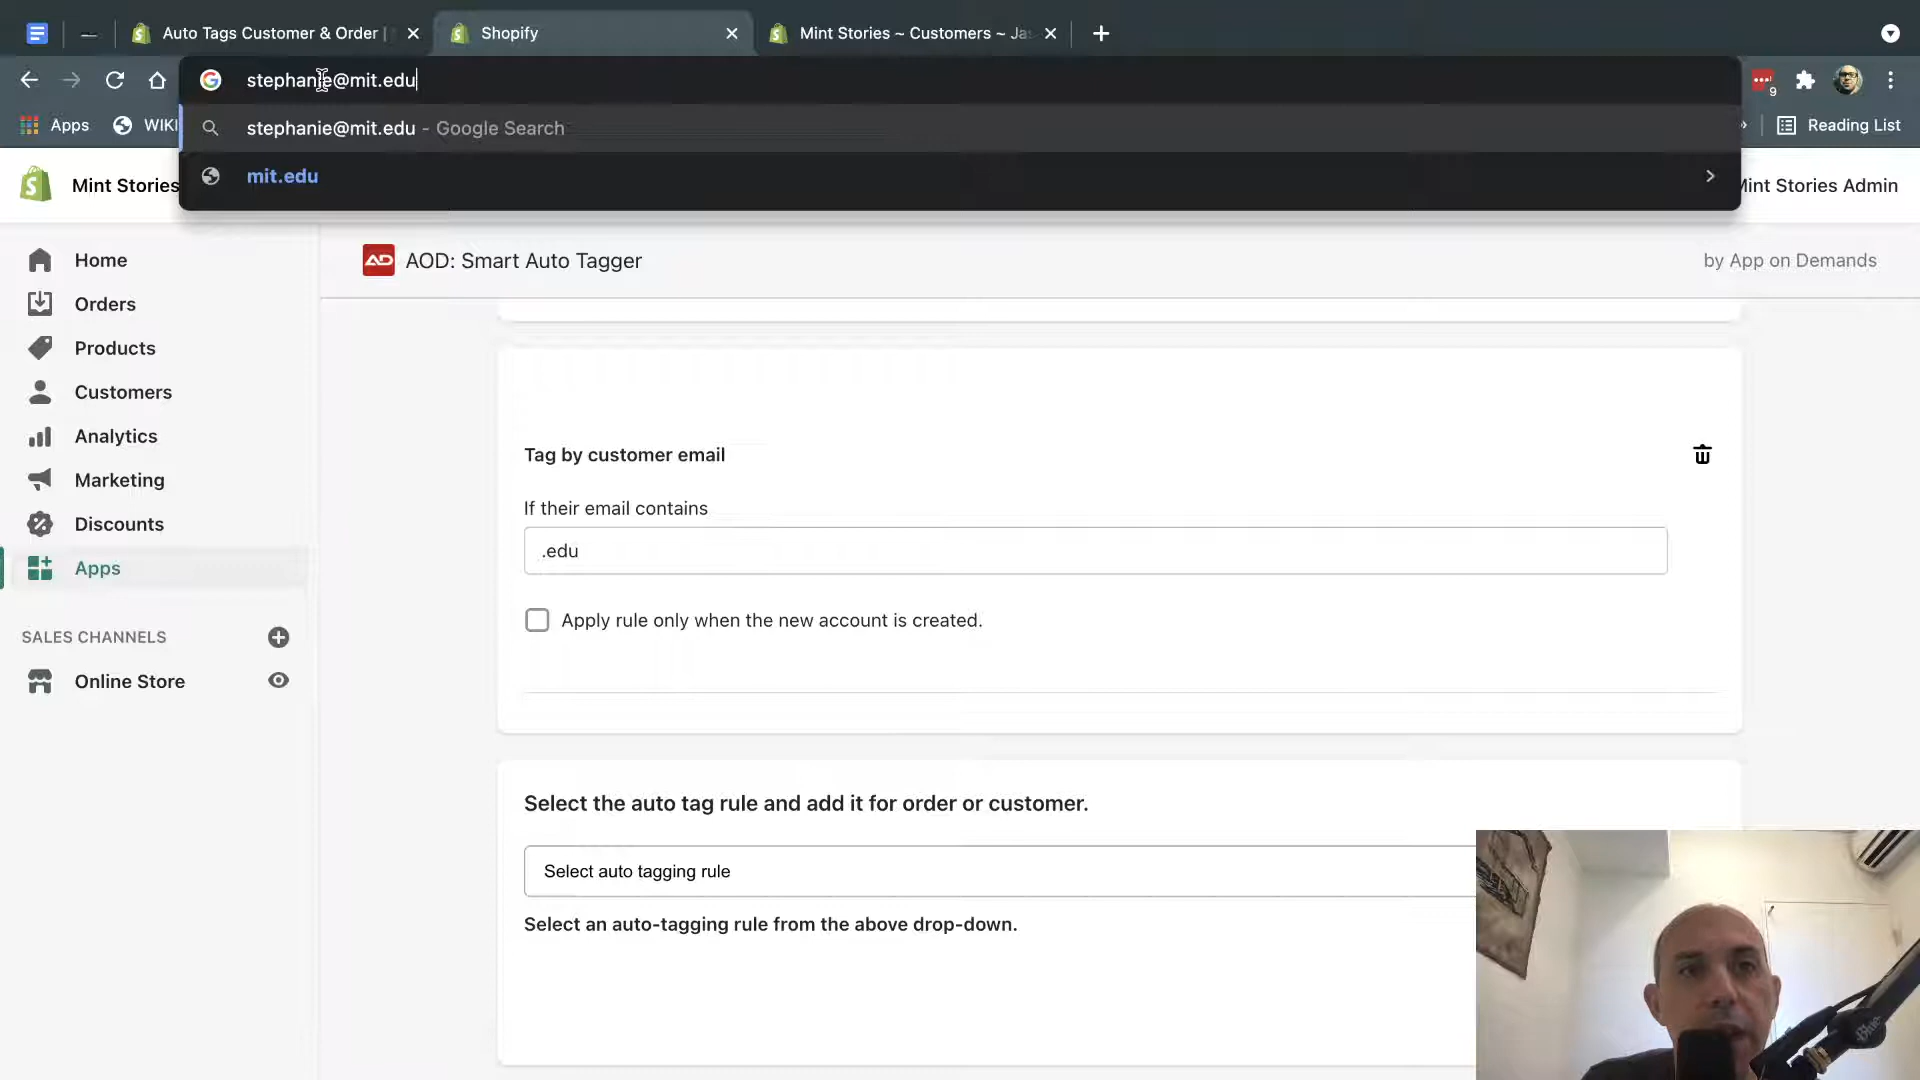 Auto Tags Customer & Order |
Shopify
Mint Stories ~ Customers ~ Jas
stephanie@mit.edu
9
Apps
WIKI
stephanie@mit.edu - Google Search
Reading List
mit.edu
Mint Stories
Mint Stories Admin
Home
AD
AOD: Smart Auto Tagger
by App on Demands
Orders
Products
Customers
Analytics
Marketing
Discounts
Apps
SALES CHANNELS
Online Store
Tag by customer email
If their email contains
.edu
Apply rule only when the new account is created.
Select the auto tag rule and add it for order or customer.
Select auto tagging rule
Select an auto-tagging rule from the above drop-down.
Blue